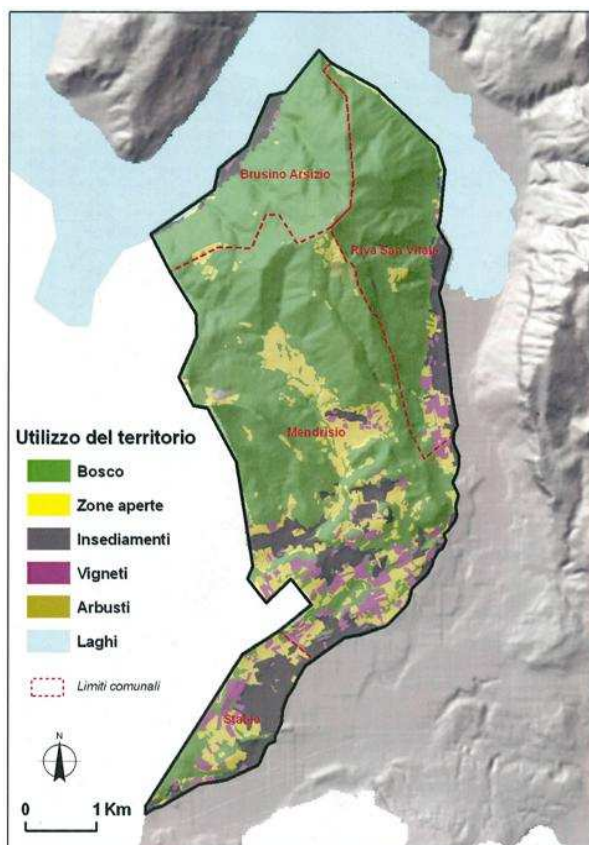 Brusino Arsizio
Riva San Vitale
Mendrisio
Utilizzo del territorio
Bosco
Zone aperte
Insediamenti
Vigneti
Arbusti
Laghi
Limiti comunali
Stabio
N
0 1 Km